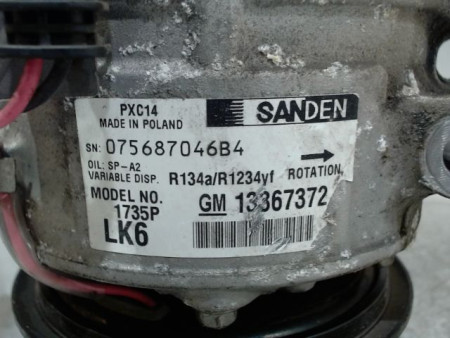 PXC14
MADE IN POLAND
SANDEN
SN: 075687046B4
OIL: SP-A2
VARIABLE DISP. R134a/R1234yf ROTATION
MODEL NO. GM 13367372
1735P
LK6